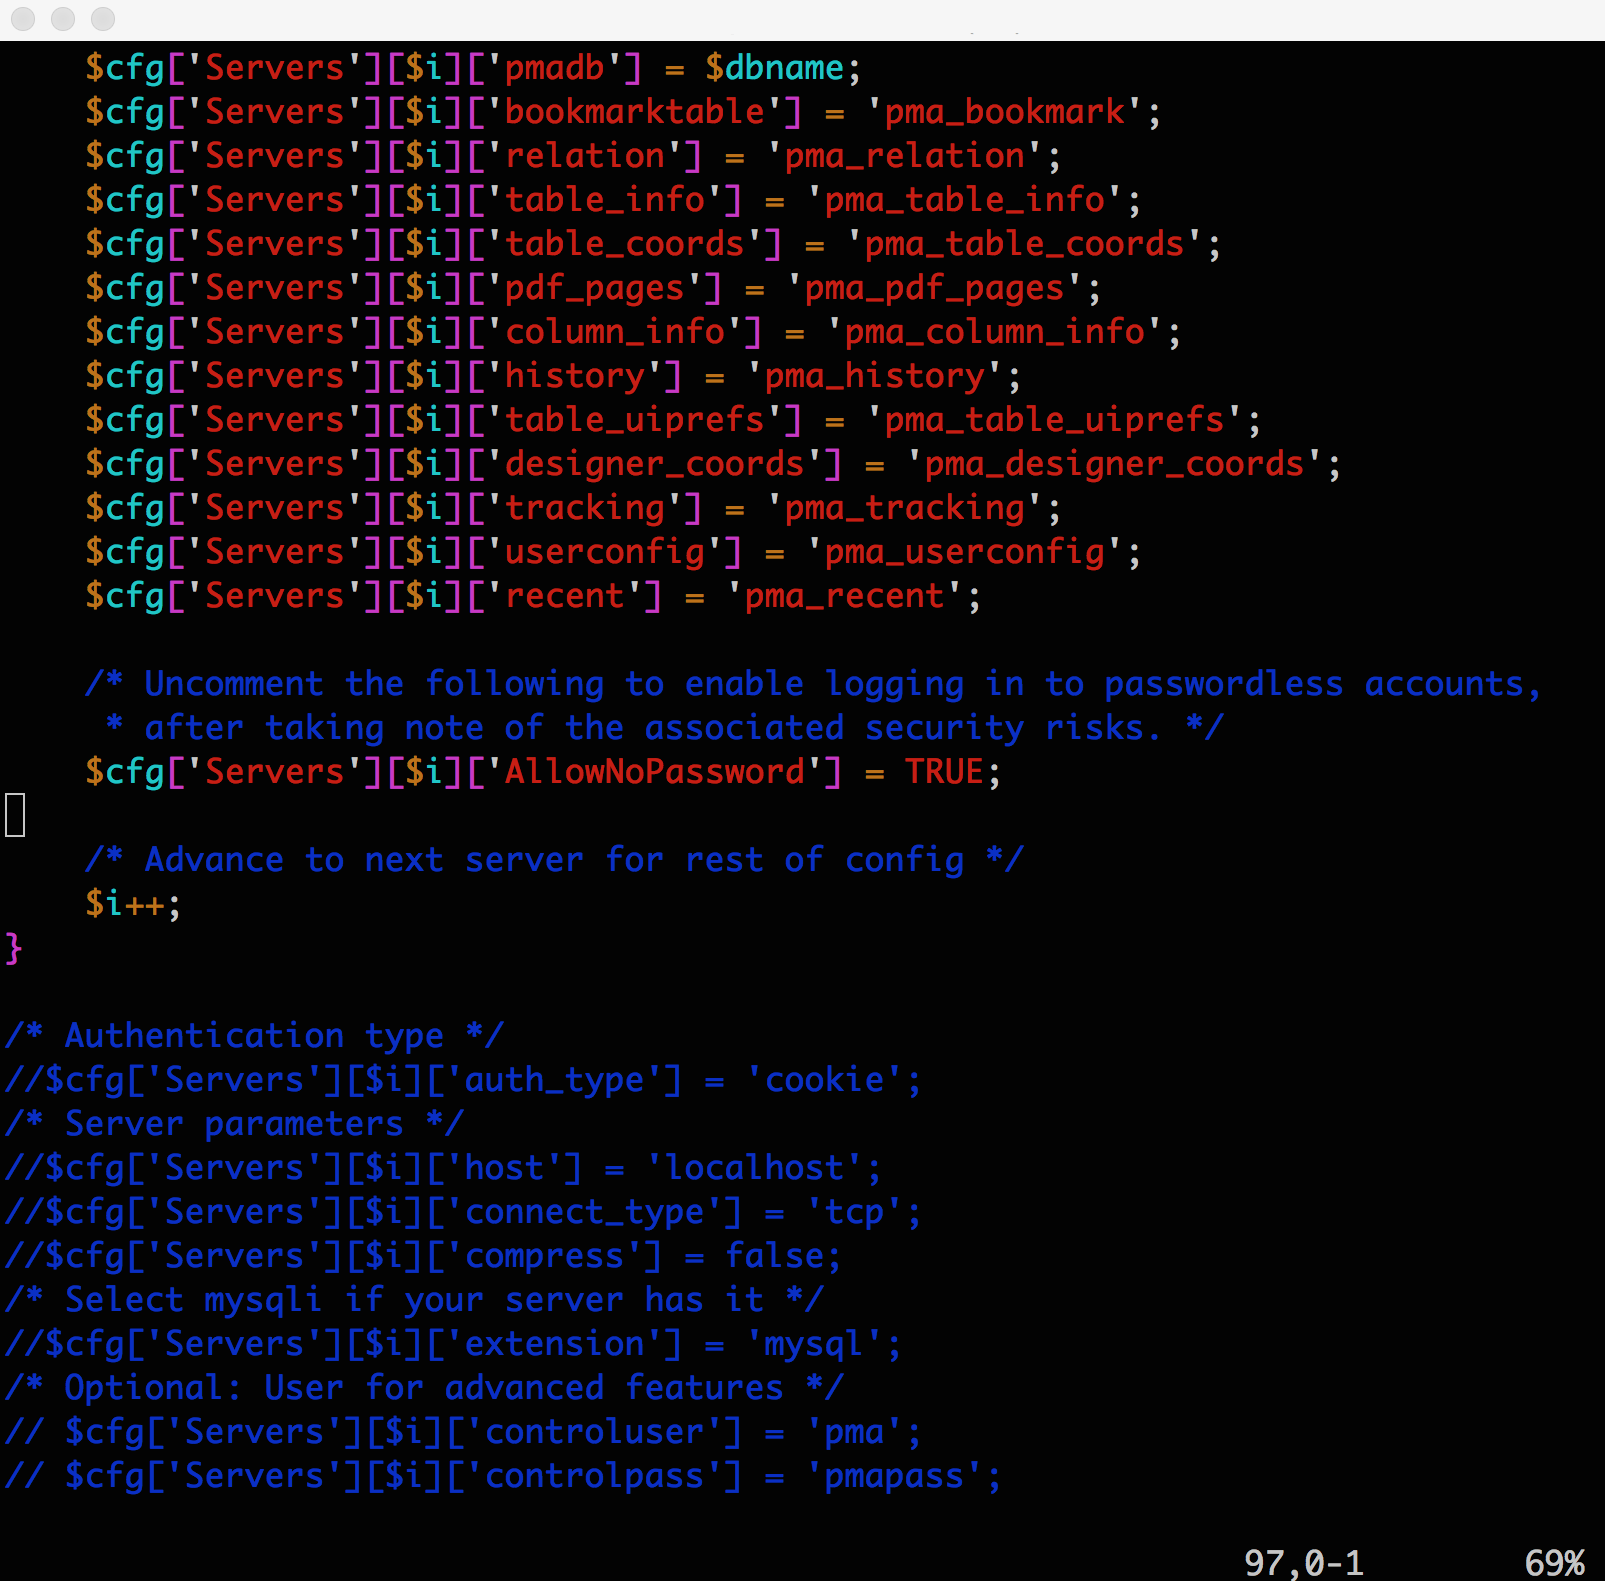 $cfg['Servers'][$i]['pmadb'] = $dbname;
$cfg['Servers'][$i]['bookmarktable'] = 'pma_bookmark';
$cfg['Servers'][$i]['relation'] = 'pma_relation';
$cfg['Servers'][$i]['table_info'] = 'pma_table_info';
$cfg['Servers'][$i]['table_coords'] = 'pma_table_coords';
$cfg['Servers'][$i]['pdf_pages'] = 'pma_pdf_pages';
$cfg['Servers'][$i]['column_info'] = 'pma_column_info';
$cfg['Servers'][$i]['history'] = 'pma_history';
$cfg['Servers'][$i]['table_uiprefs'] = 'pma_table_uiprefs';
$cfg['Servers'][$i]['designer_coords'] = 'pma_designer_coords';
$cfg['Servers'][$i]['tracking'] = 'pma_tracking';
$cfg['Servers'][$i]['userconfig'] = 'pma_userconfig';
$cfg['Servers'][$i]['recent'] = 'pma_recent';
/* Uncomment the following to enable logging in to passwordless accounts,
* after taking note of the associated security risks. */
$cfg['Servers'][$i]['AllowNoPassword'] = TRUE;
/* Advance to next server for rest of config */
$i++;
}
/* Authentication type */
//$cfg['Servers'][$i]['auth_type'] = 'cookie';
/* Server parameters */
//$cfg['Servers'][$i]['host'] = 'localhost';
//$cfg['Servers'][$i]['connect_type'] = 'tcp';
//$cfg['Servers'][$i]['compress'] = false;
/* Select mysqli if your server has it */
//$cfg['Servers'][$i]['extension'] = 'mysql';
/* Optional: User for advanced features */
// $cfg['Servers'][$i]['controluser'] = 'pma';
// $cfg['Servers'][$i]['controlpass'] = 'pmapass';
97,0-1 69%